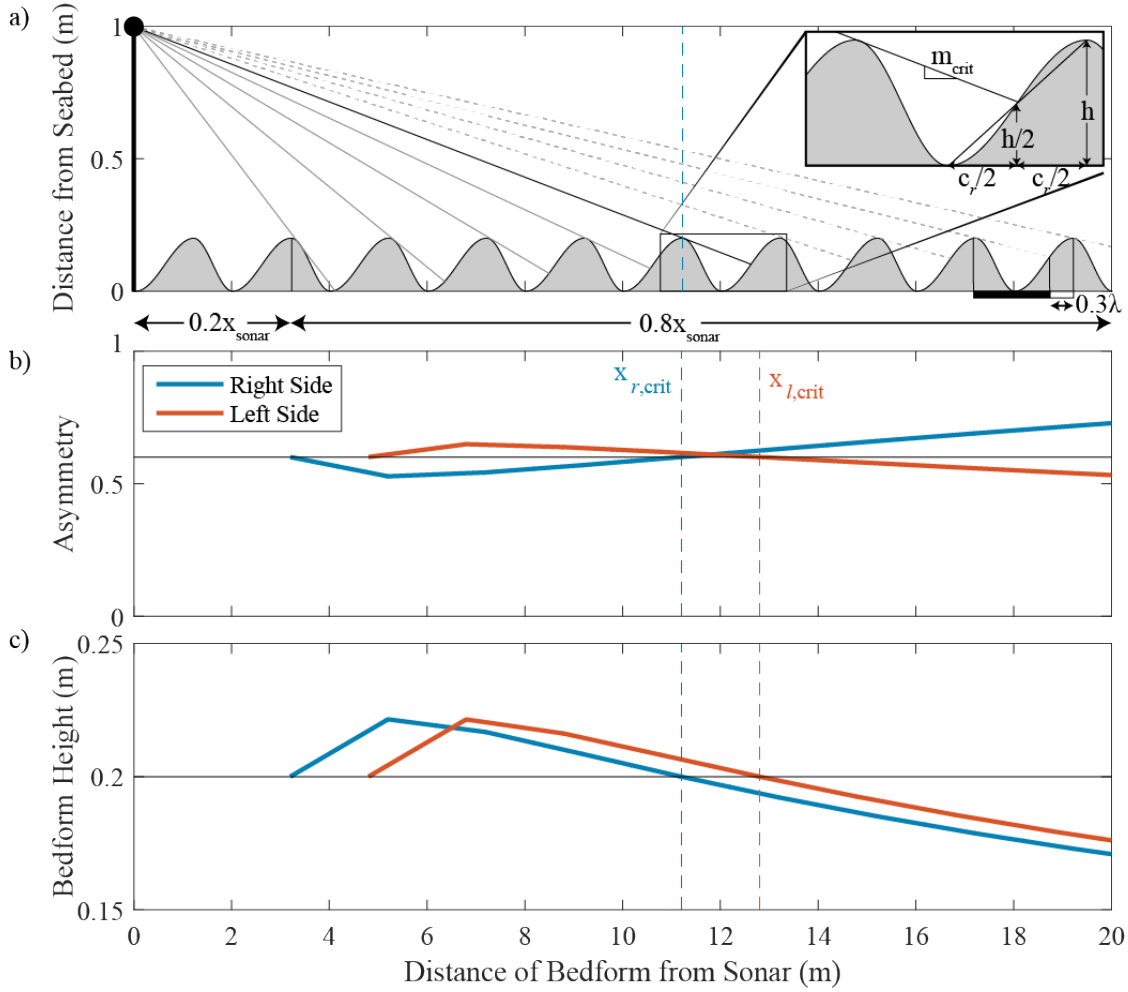 a)
Distance from Seabed (m)
1
0.5
0
m_crit
h
h/2
c_r/2 c_r/2
0.3λ
0.2x_sonar 0.8x_sonar
b)
Asymmetry
1
0.5
0
Right Side
Left Side
x_r,crit x_l,crit
c)
Bedform Height (m)
0.25
0.2
0.15
0 2 4 6 8 10 12 14 16 18 20
Distance of Bedform from Sonar (m)